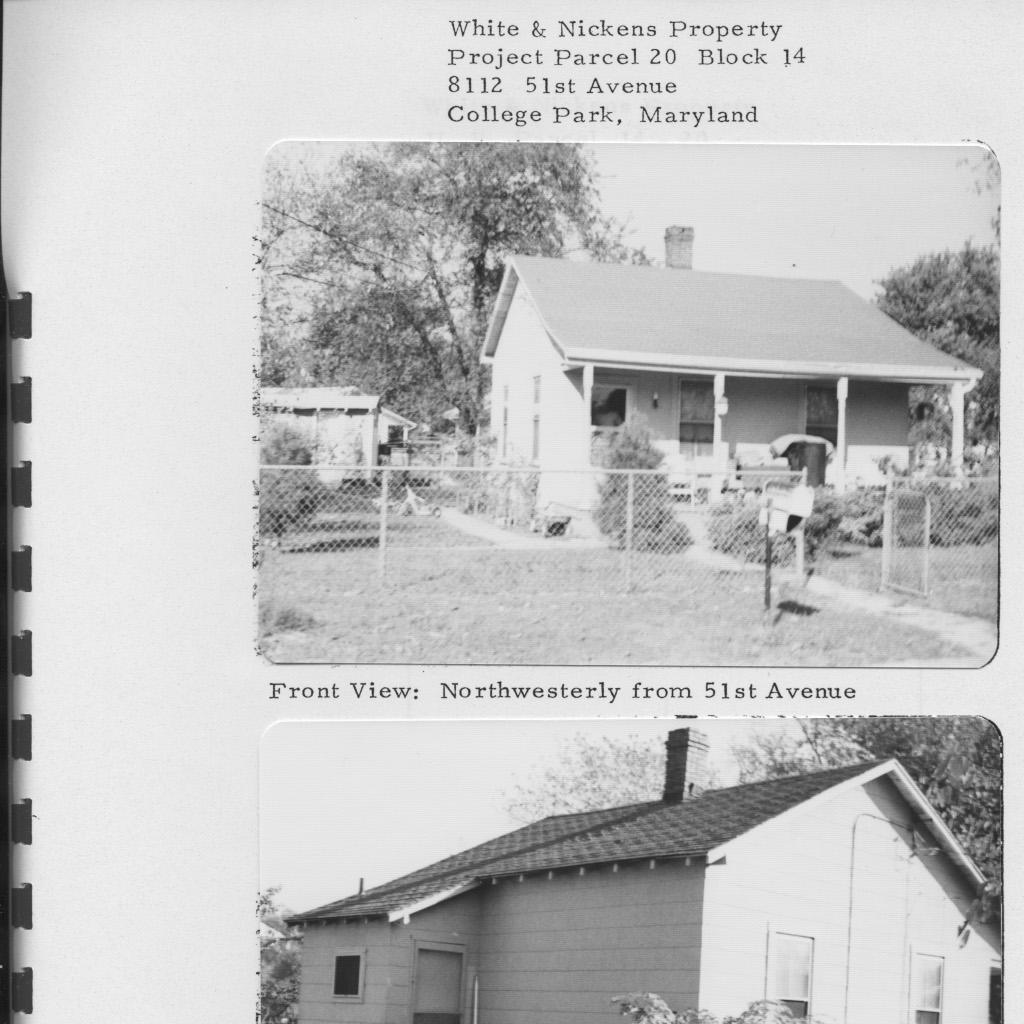 White & Nickens Property
Project Parcel 20 Block 14
8112 51st Avenue
College Park, Maryland
Front View: Northwesterly from 51st Avenue